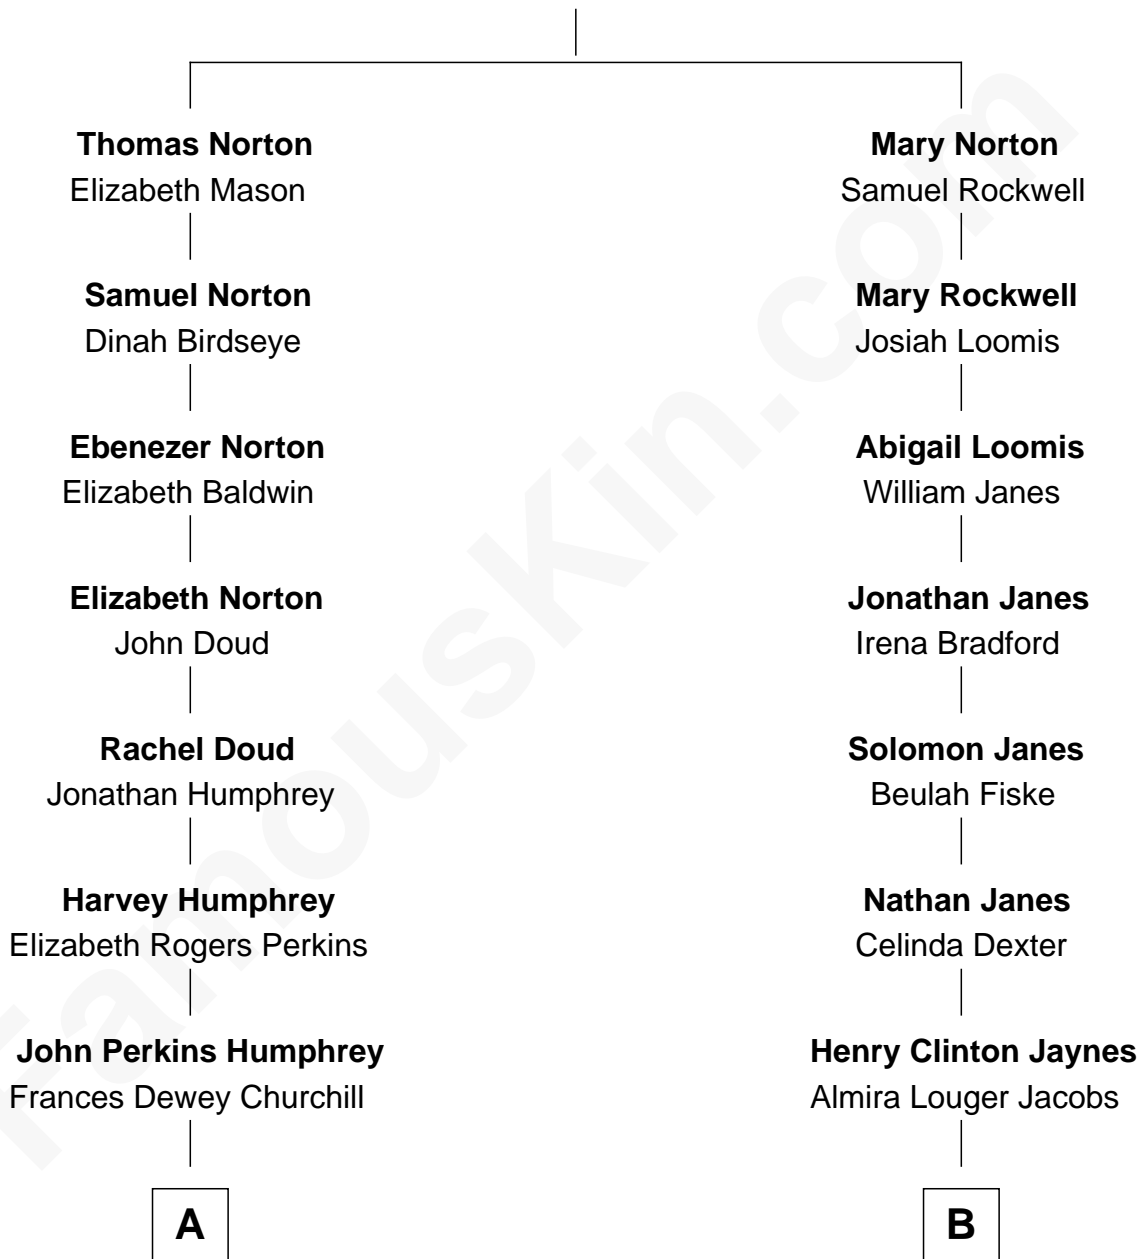 Thomas Norton
Elizabeth Mason
Samuel Norton
Dinah Birdseye
Ebenezer Norton
Elizabeth Baldwin
Elizabeth Norton
John Doud
Rachel Doud
Jonathan Humphrey
Harvey Humphrey
Elizabeth Rogers Perkins
John Perkins Humphrey
Frances Dewey Churchill
A
Mary Norton
Samuel Rockwell
Mary Rockwell
Josiah Loomis
Abigail Loomis
William Janes
Jonathan Janes
Irena Bradford
Solomon Janes
Beulah Fiske
Nathan Janes
Celinda Dexter
Henry Clinton Jaynes
Almira Louger Jacobs
B
FamousKin.com